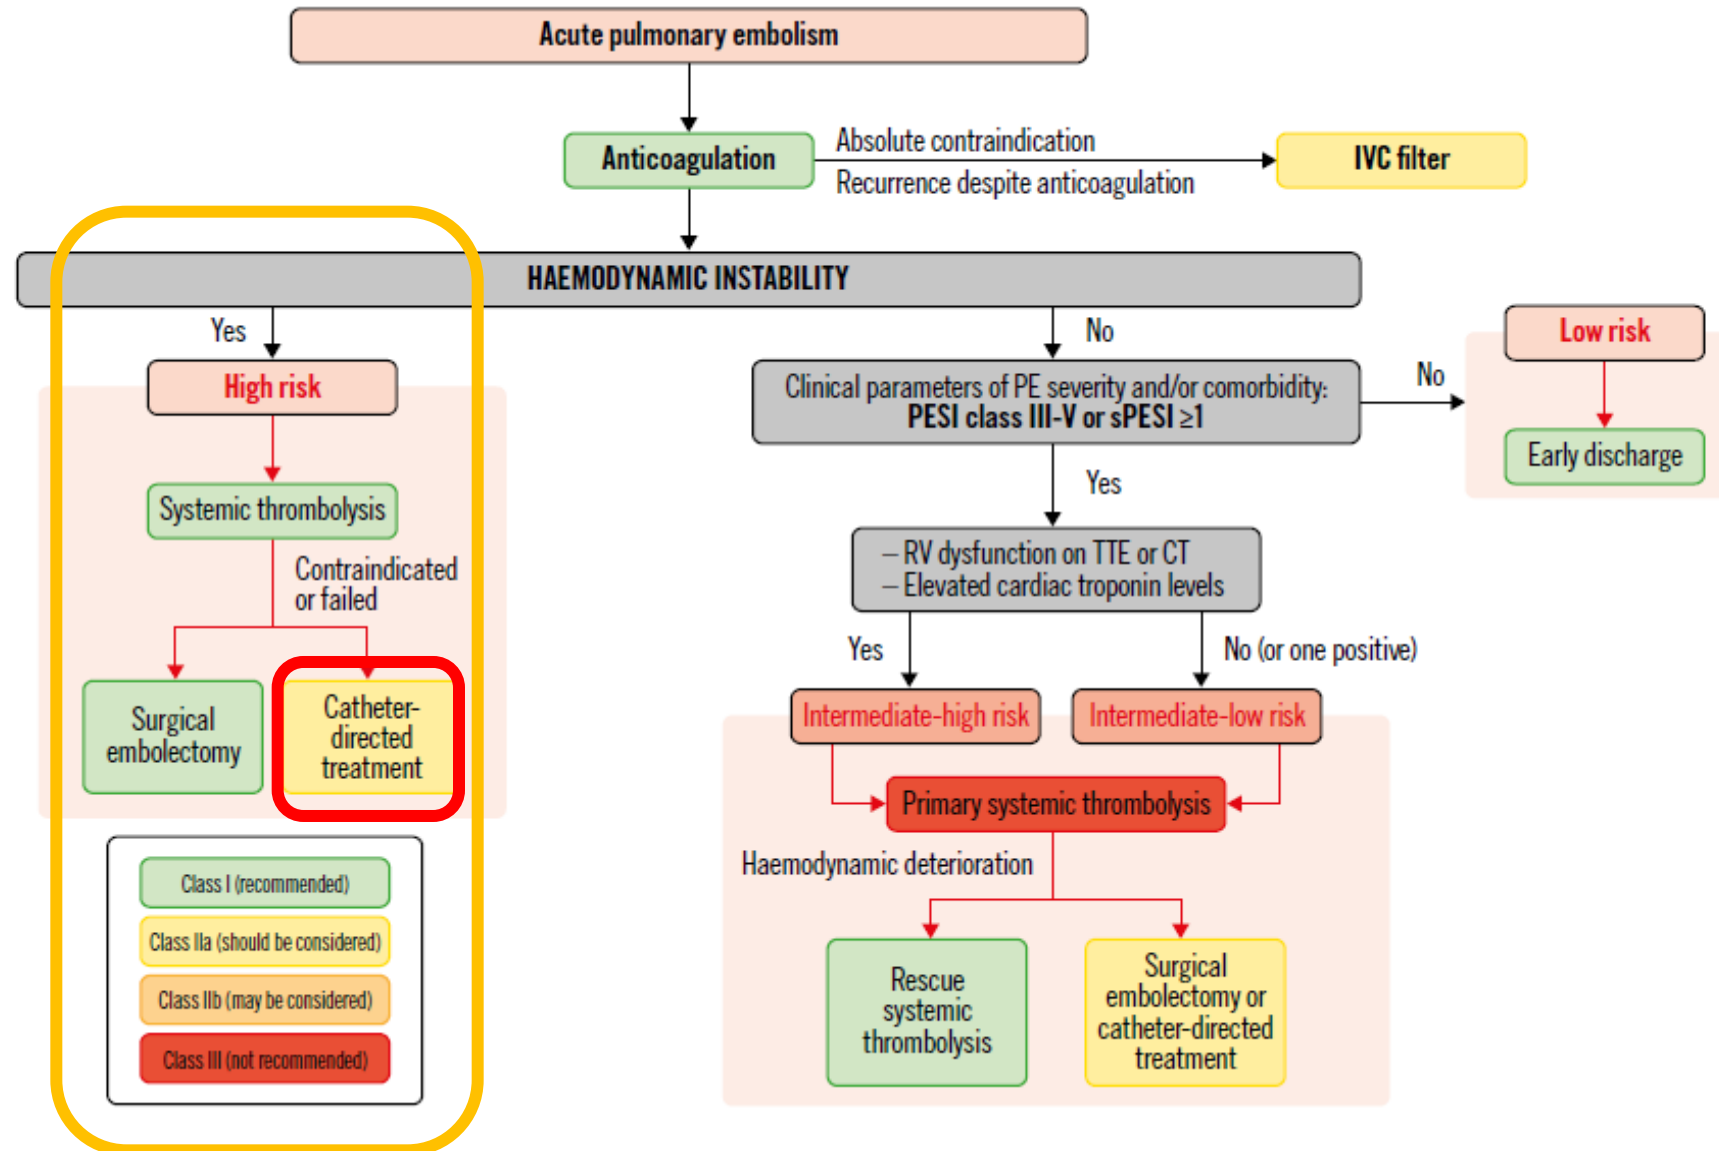 Acute pulmonary embolism
Anticoagulation
Absolute contraindication
Recurrence despite anticoagulation
IVC filter
HAEMODYNAMIC INSTABILITY
Yes
No
High risk
Systemic thrombolysis
Contraindicated
or failed
Surgical
embolectomy
Catheter-
directed
treatment
Class I (recommended)
Class IIa (should be considered)
Class IIb (may be considered)
Class III (not recommended)
Clinical parameters of PE severity and/or comorbidity:
PESI class III-V or sPESI ≥1
No
Low risk
Early discharge
Yes
– RV dysfunction on TTE or CT
– Elevated cardiac troponin levels
Yes
No (or one positive)
Intermediate-high risk
Intermediate-low risk
Primary systemic thrombolysis
Haemodynamic deterioration
Rescue
systemic
thrombolysis
Surgical
embolectomy or
catheter-directed
treatment